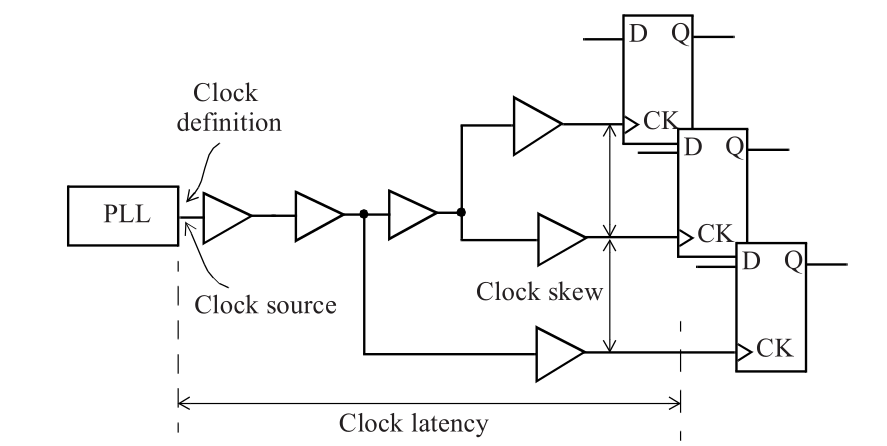 D Q
Clock
definition
CK
D Q
PLL
CK
D Q
Clock source
Clock skew
CK
Clock latency